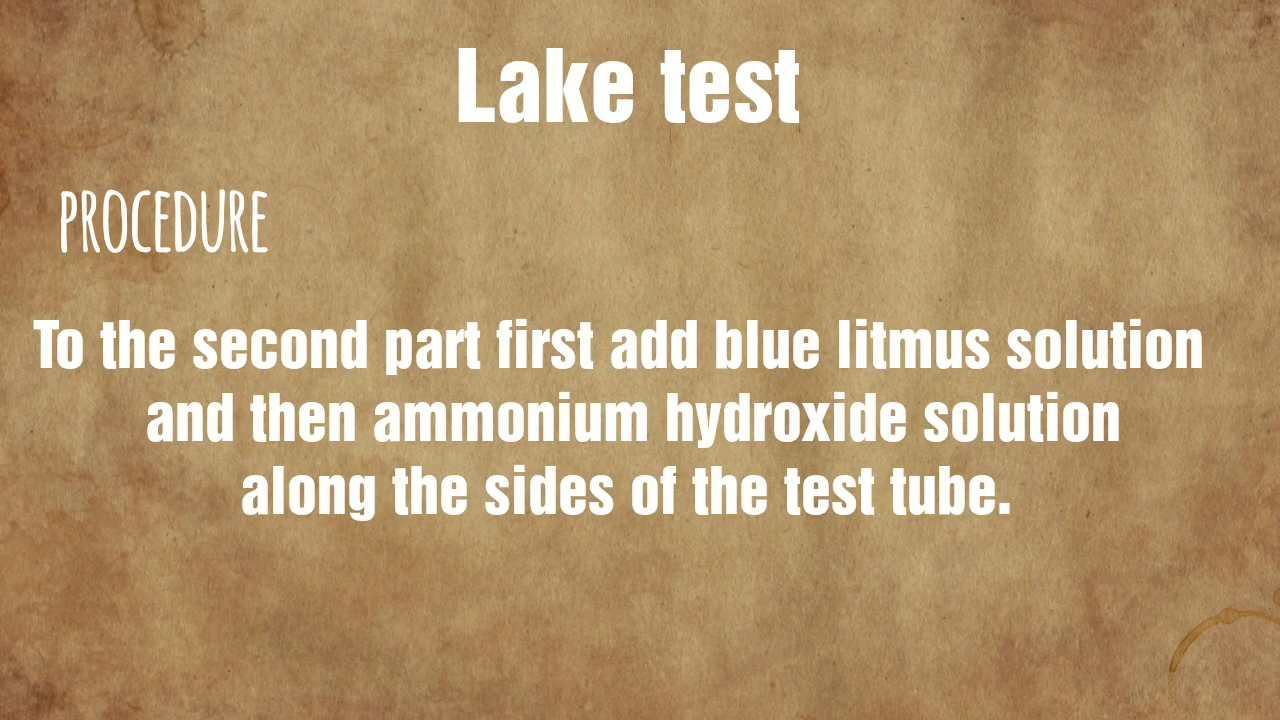 Lake test
PROCEDURE
To the second part first add blue litmus solution
and then ammonium hydroxide solution
along the sides of the test tube.